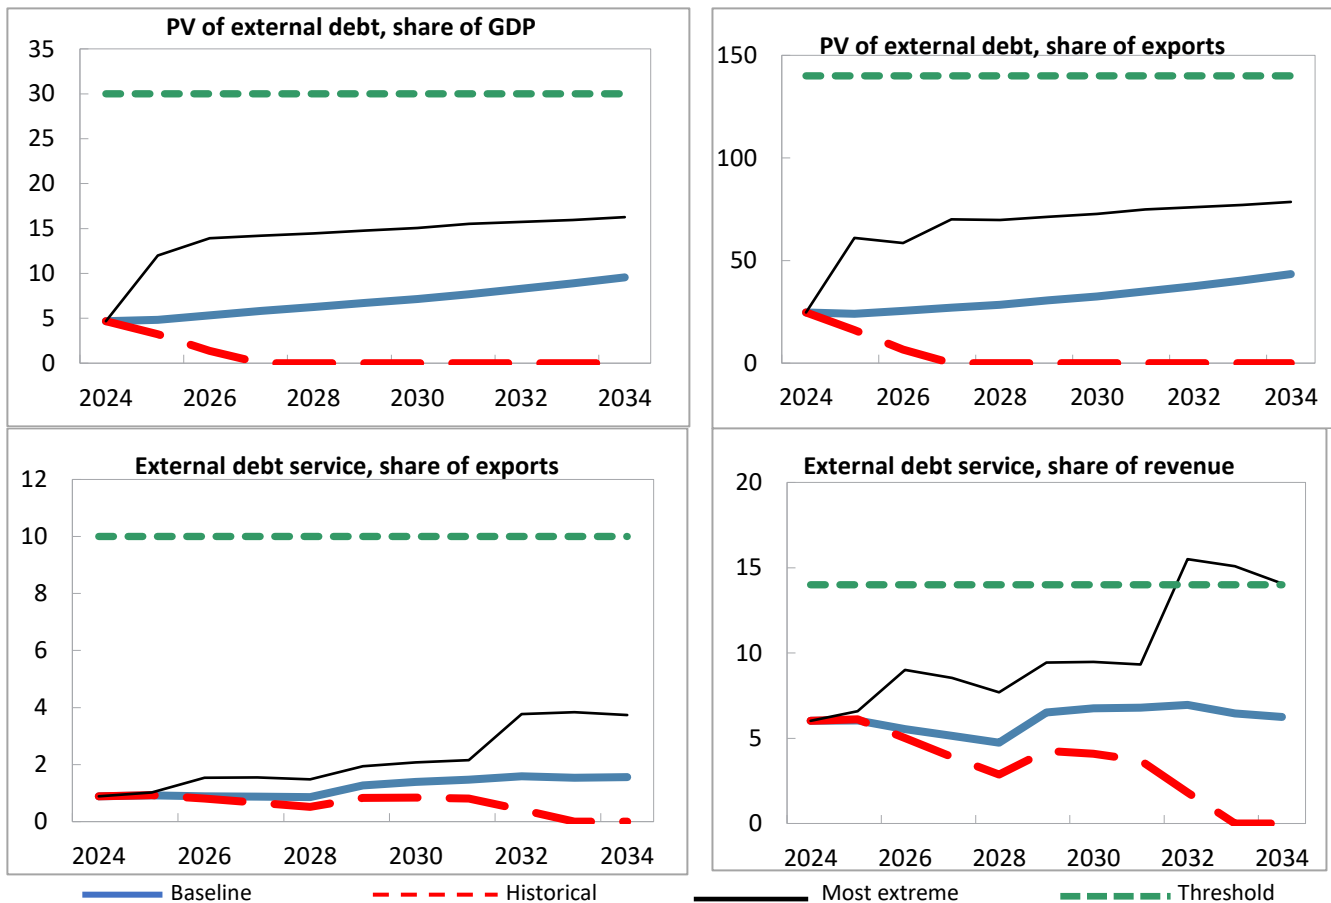 PV of external debt, share of GDP
35
30
25
20
15
10
5
0
2024 2026 2028 2030 2032 2034
PV of external debt, share of exports
150
100
50
0
2024 2026 2028 2030 2032 2034
External debt service, share of exports
12
10
8
6
4
2
0
2024 2026 2028 2030 2032 2034
External debt service, share of revenue
20
15
10
5
0
2024 2026 2028 2030 2032 2034
Baseline Historical Most extreme Threshold